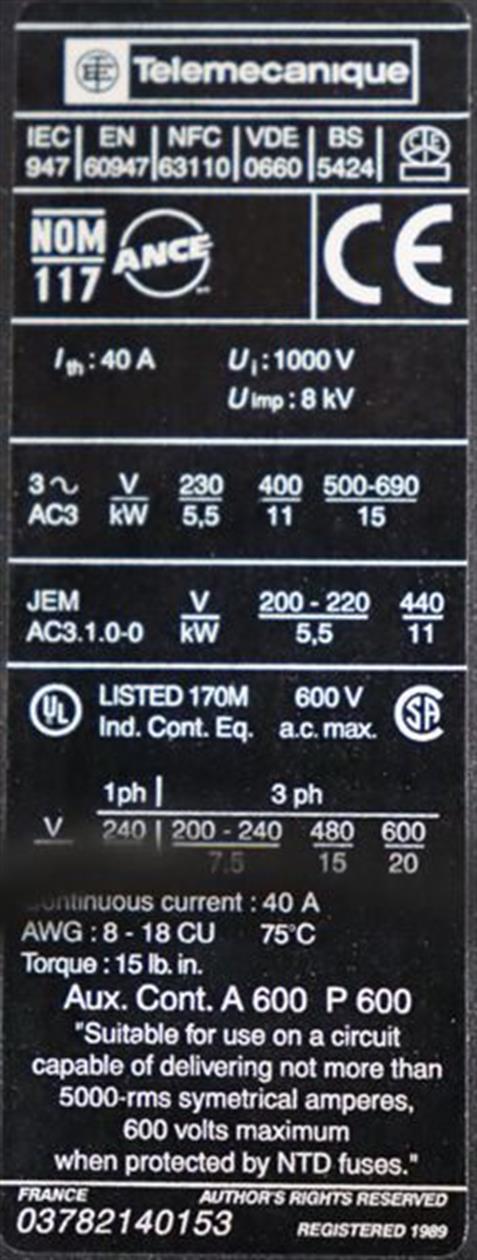 Telemecanique
IEC 947 | EN 60947 | NFC 63110 | VDE 0660 | BS 5424 |
NOM 117 ANCE CE
Ith : 40 A Ui : 1000 V
Uimp : 8 kV
3 ~ V 230 400 500-690
AC3 kW 5,5 11 15
JEM V 200 - 220 440
AC3.1.0-0 kW 5,5 11
UL LISTED 170M 600 V SA
Ind. Cont. Eq. a.c. max.
1ph | 3 ph
V 240 | 200 - 240 480 600
7.5 15 20
Continuous current : 40 A
AWG : 8 - 18 CU 75°C
Torque : 15 lb. in.
Aux. Cont. A 600 P 600
"Suitable for use on a circuit
capable of delivering not more than
5000-rms symetrical amperes,
600 volts maximum
when protected by NTD fuses."
FRANCE AUTHOR'S RIGHTS RESERVED
03782140153 REGISTERED 1989